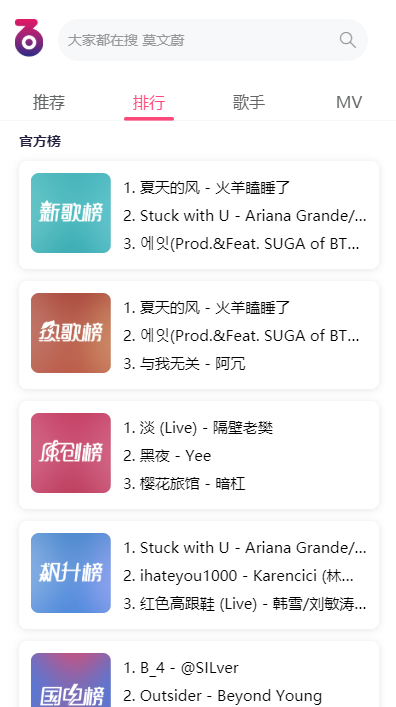 大家都在搜 莫文蔚
推荐 排行 歌手 MV
官方榜
新歌榜
1. 夏天的风 - 火羊瞌睡了
2. Stuck with U - Ariana Grande/...
3. 에잇(Prod.&Feat. SUGA of BT...
热歌榜
1. 夏天的风 - 火羊瞌睡了
2. 에잇(Prod.&Feat. SUGA of BT...
3. 与我无关 - 阿冗
原创榜
1. 淡 (Live) - 隔壁老樊
2. 黑夜 - Yee
3. 樱花旅馆 - 暗杠
飙升榜
1. Stuck with U - Ariana Grande/...
2. ihateyou1000 - Karencici (林...
3. 红色高跟鞋 (Live) - 韩雪/刘敏涛...
国电榜
1. B_4 - @SILver
2. Outsider - Beyond Young